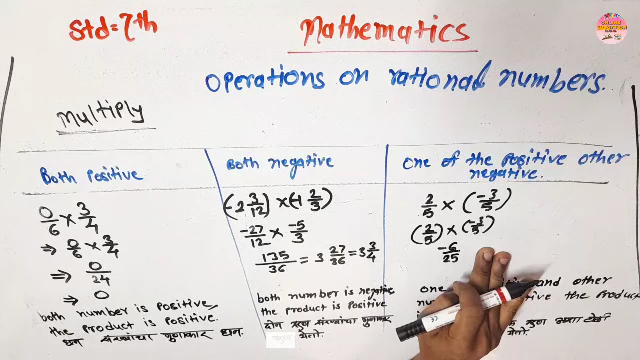 Std = 7th
Mathematics
Operations on rational numbers.
Multiply
Both Positive
0/6 × 3/4
⇒ 0/6 × 3/4
⇒ 0/24
⇒ 0
both number is positive,
the product is positive.
दोन
Both negative
(-2 3/12) × (-1 2/3)
-27/12 × -5/3
135/36 = 3 27/36 = 3 3/4
both number is negative
the product is positive
दोन ऋण संख्यांचा गुणाकार धन
येतो.
One of the positive other
negative.
2/5 × (-3/5)
(2/5) × (-3/5)
-6/25
one and other
the product
ऋण
येतो.